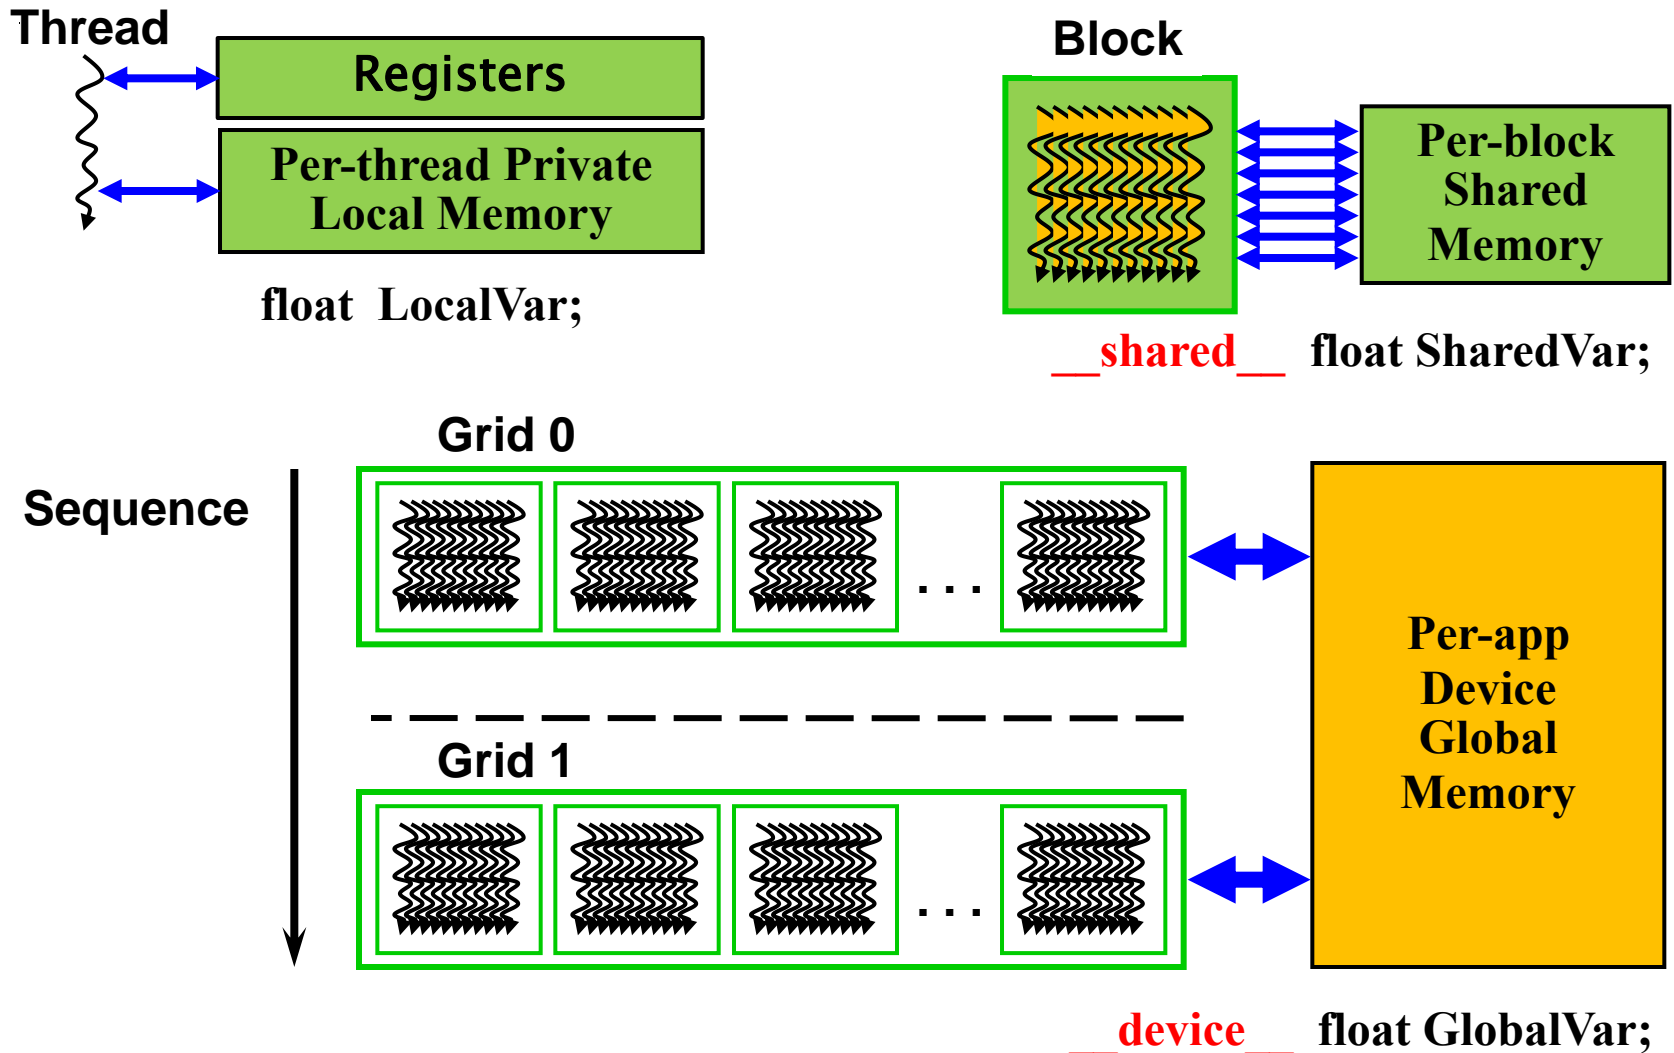 Thread
Registers
Per-thread Private
Local Memory
float LocalVar;
Block
Per-block
Shared
Memory
__shared__ float SharedVar;
Sequence
Grid 0
. . .
Grid 1
. . .
Per-app
Device
Global
Memory
__device__ float GlobalVar;